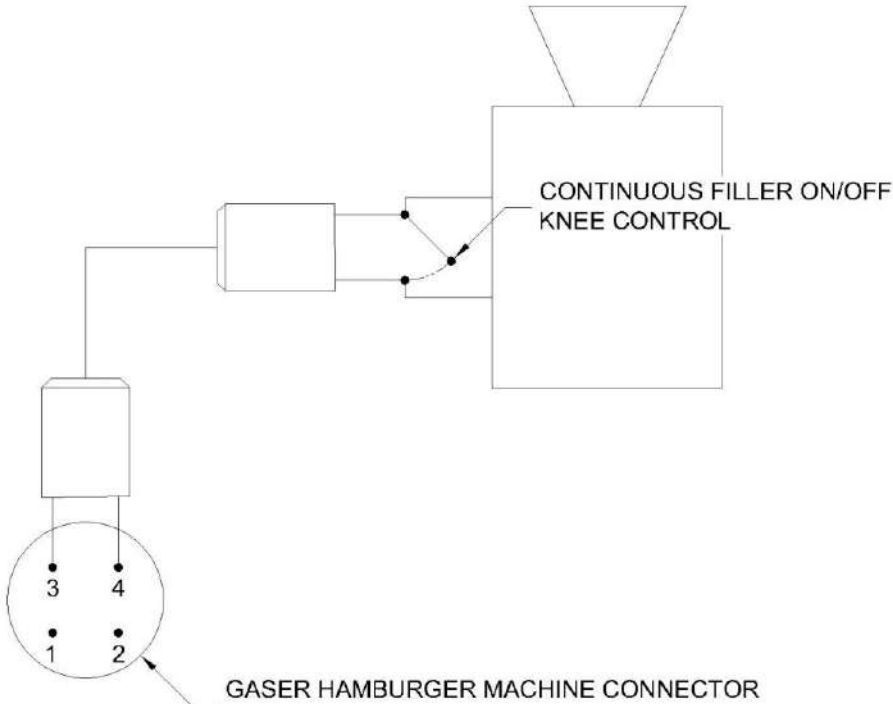 CONTINUOUS FILLER ON/OFF
KNEE CONTROL
3 4
1 2
GASER HAMBURGER MACHINE CONNECTOR